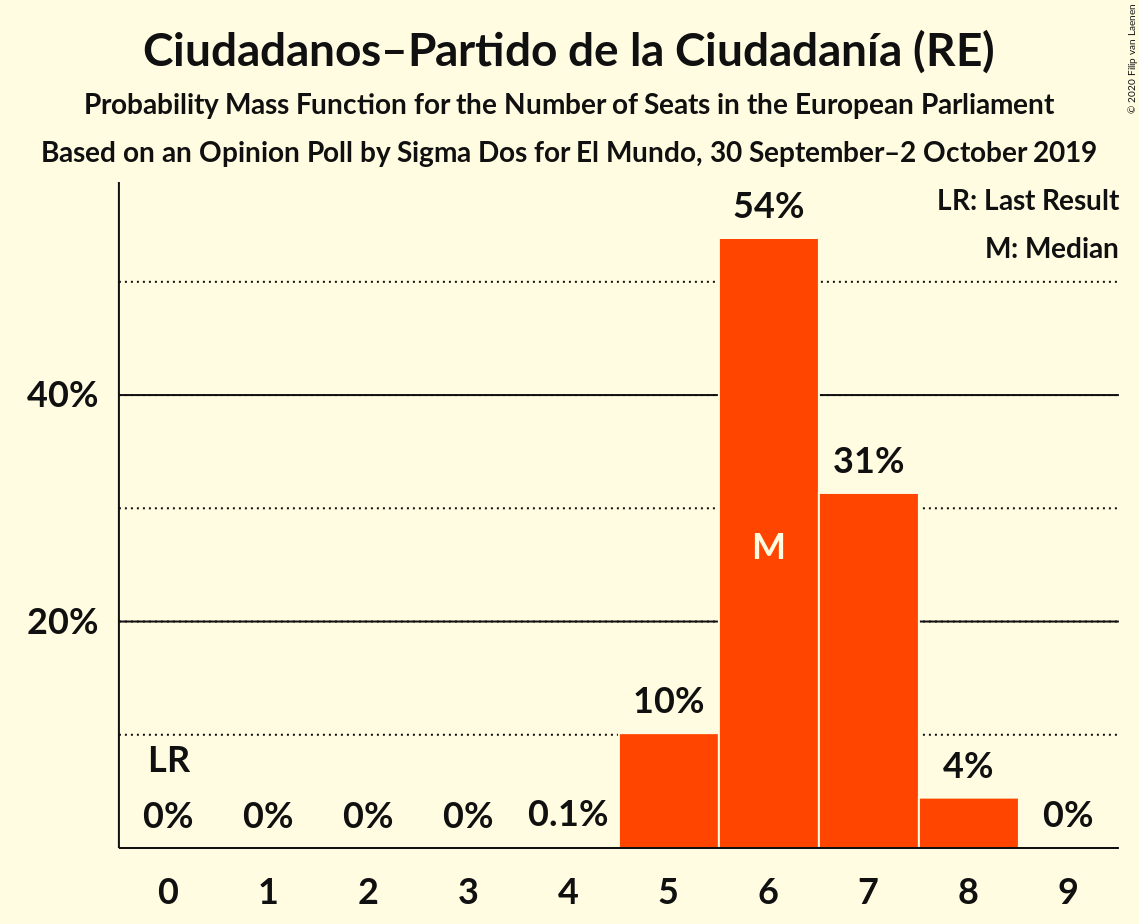 Ciudadanos–Partido de la Ciudadanía (RE)
Probability Mass Function for the Number of Seats in the European Parliament
Based on an Opinion Poll by Sigma Dos for El Mundo, 30 September–2 October 2019
© 2020 Filip van Laenen
LR: Last Result
M: Median
54%
40%
31%
M
20%
10%
LR
4%
0% 0% 0% 0% 0.1% 0%
0 1 2 3 4 5 6 7 8 9